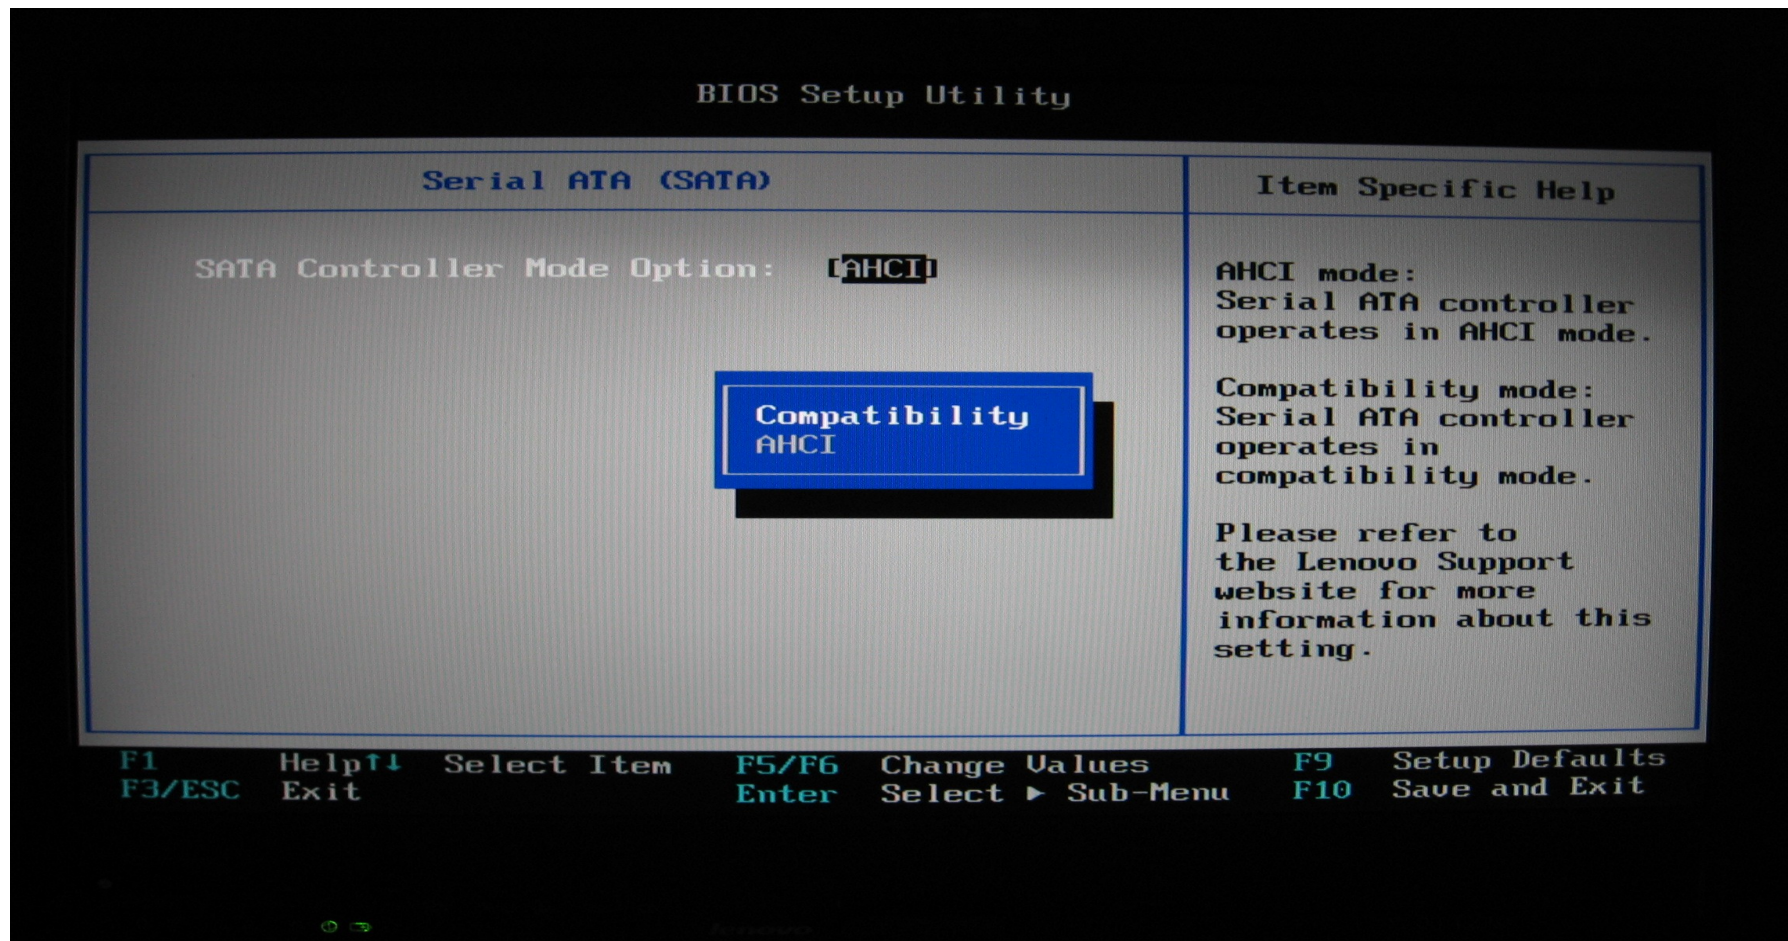 BIOS Setup Utility
Serial ATA (SATA)
Item Specific Help
SATA Controller Mode Option: [AHCI]
Compatibility
AHCI
AHCI mode:
Serial ATA controller
operates in AHCI mode.
Compatibility mode:
Serial ATA controller
operates in
compatibility mode.
Please refer to
the Lenovo Support
website for more
information about this
setting.
F1 Help ↑↓ Select Item F5/F6 Change Values F9 Setup Defaults
F3/ESC Exit Enter Select ▶ Sub-Menu F10 Save and Exit
lenovo